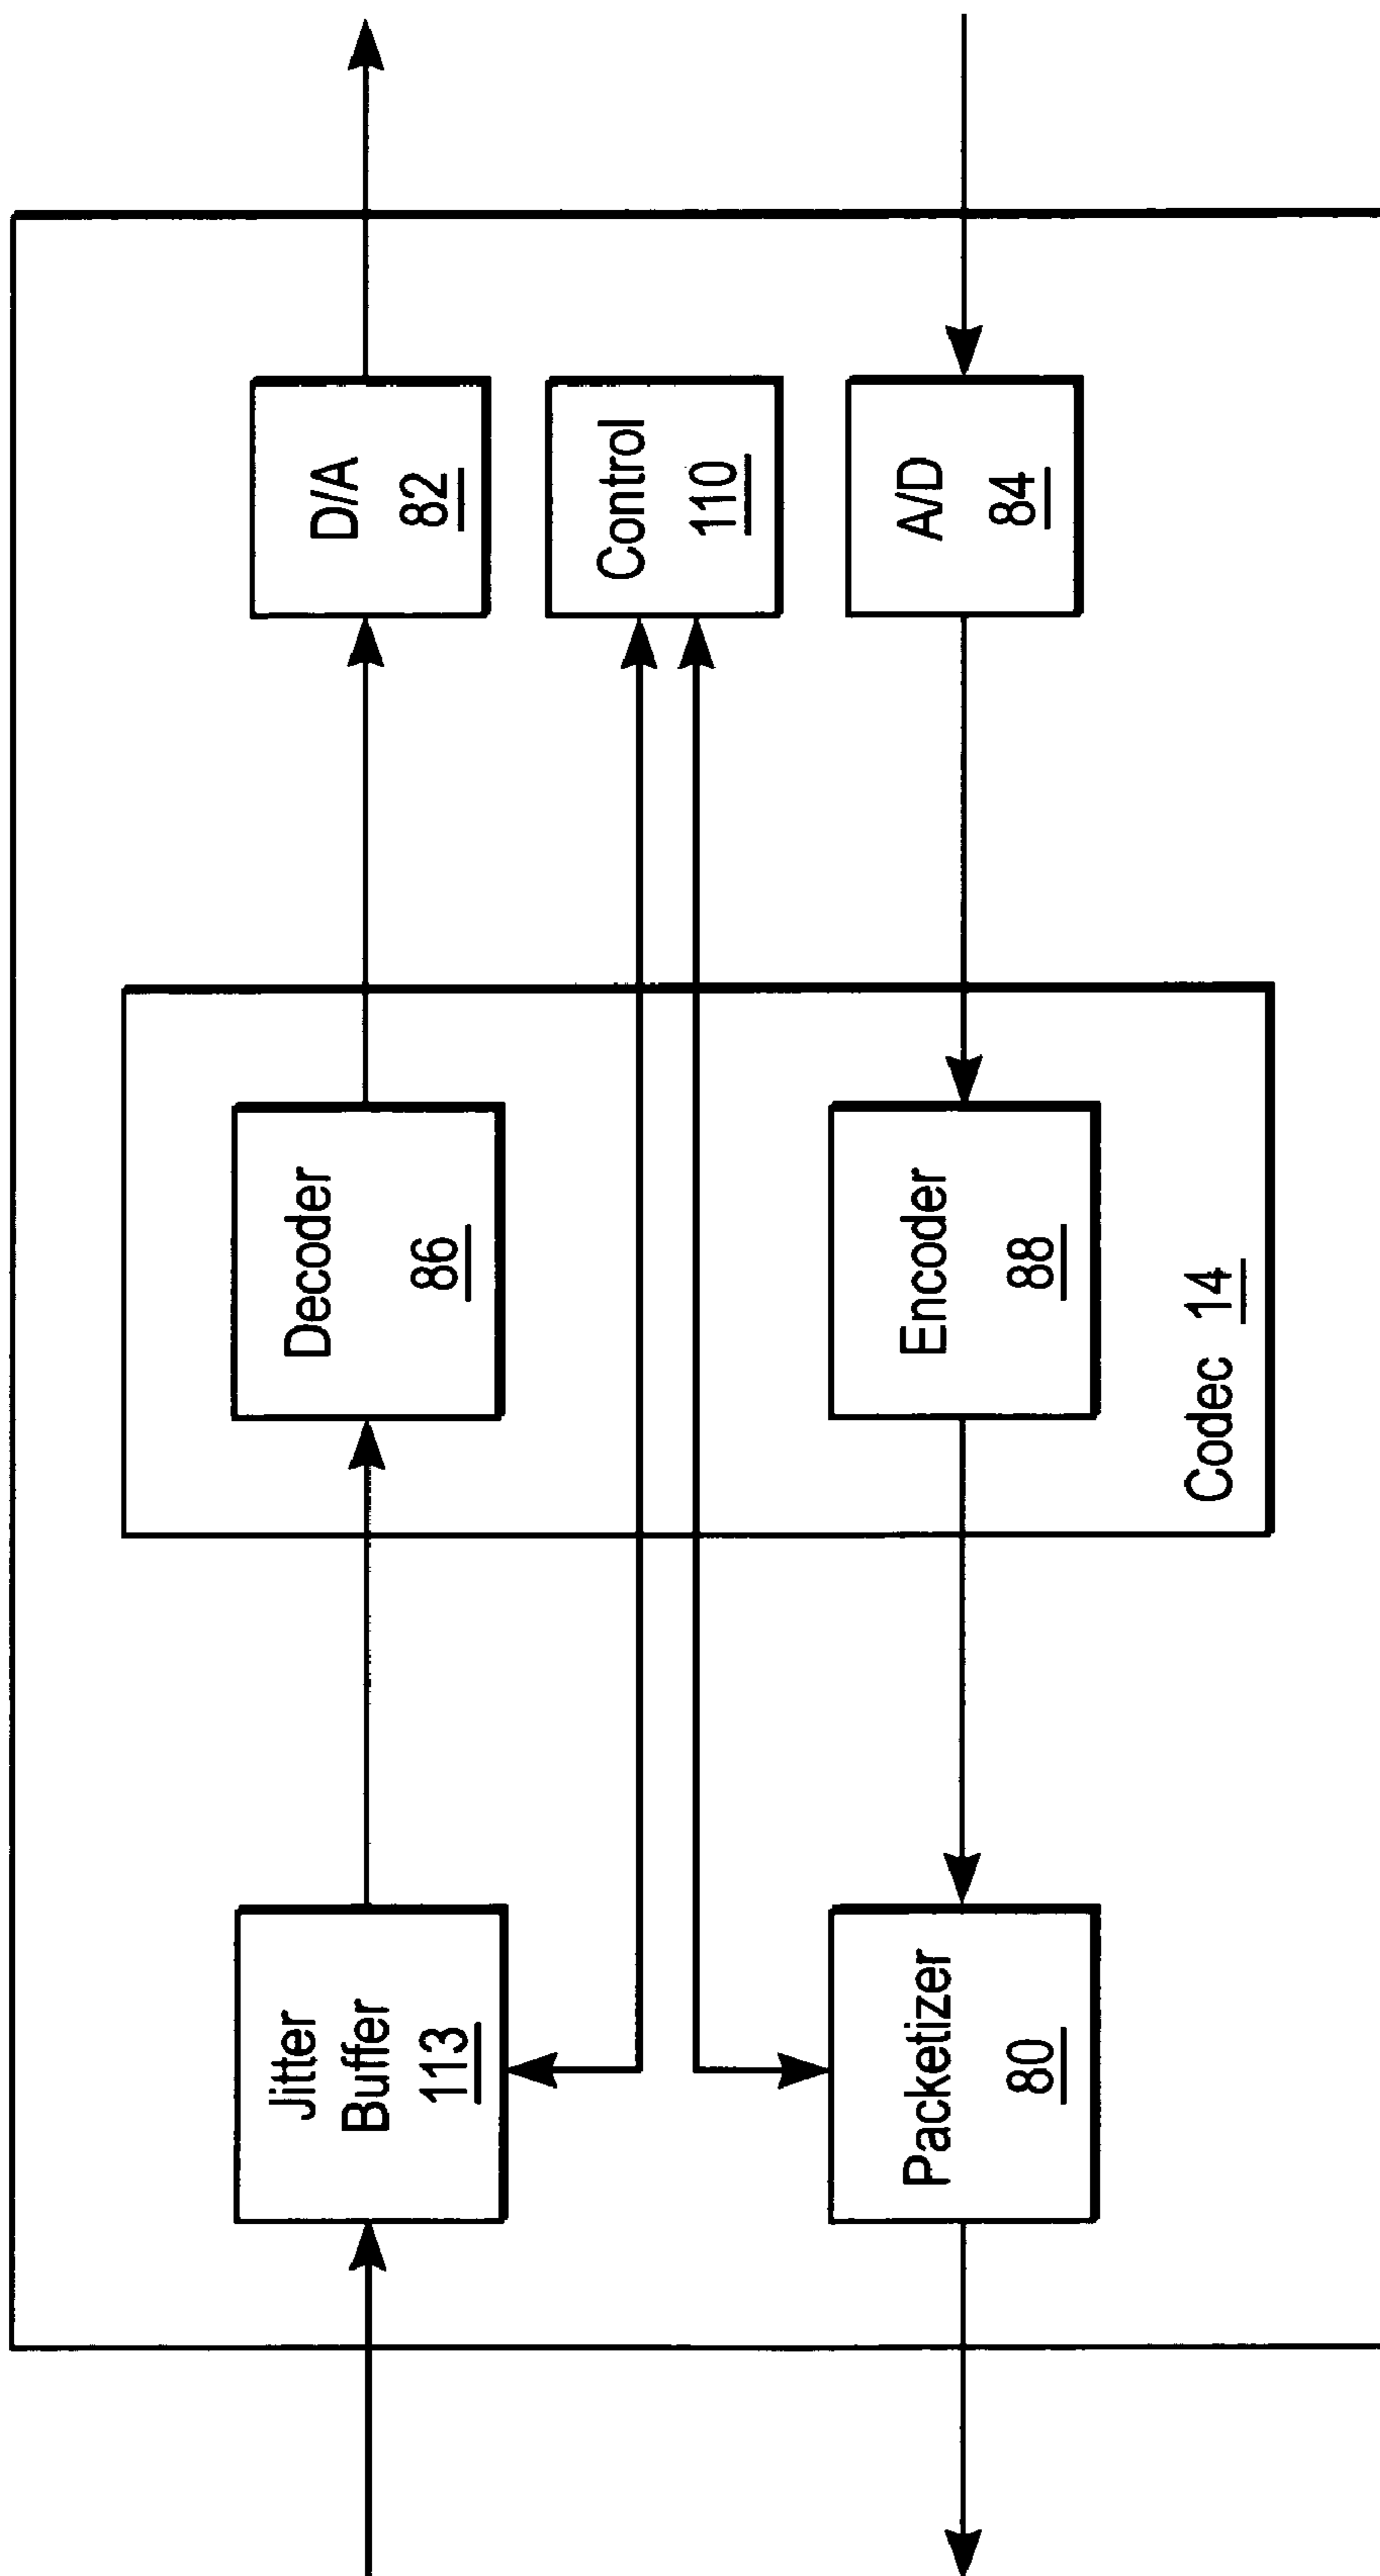 Jitter
Buffer
113
Decoder
86
D/A
82
Control
110
Packetizer
80
Encoder
88
A/D
84
Codec 14